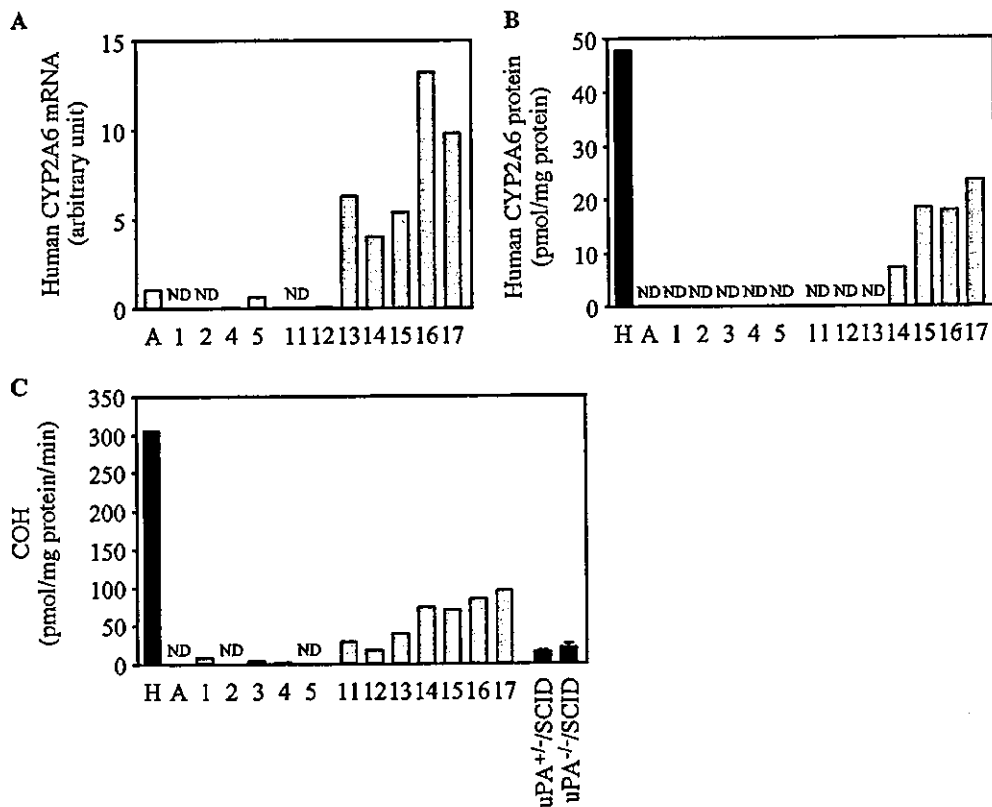 A
Human CYP2A6 mRNA
(arbitrary unit)
15
10
5
0
ND ND ND
A 1 2 4 5 11 12 13 14 15 16 17
B
Human CYP2A6 protein
(pmol/mg protein)
50
40
30
20
10
0
ND ND ND ND ND ND ND ND ND
H A 1 2 3 4 5 11 12 13 14 15 16 17
C
COH
(pmol/mg protein/min)
350
300
250
200
150
100
50
0
ND ND ND
H A 1 2 3 4 5 11 12 13 14 15 16 17
uPA+/-/SCID
uPA-/-/SCID